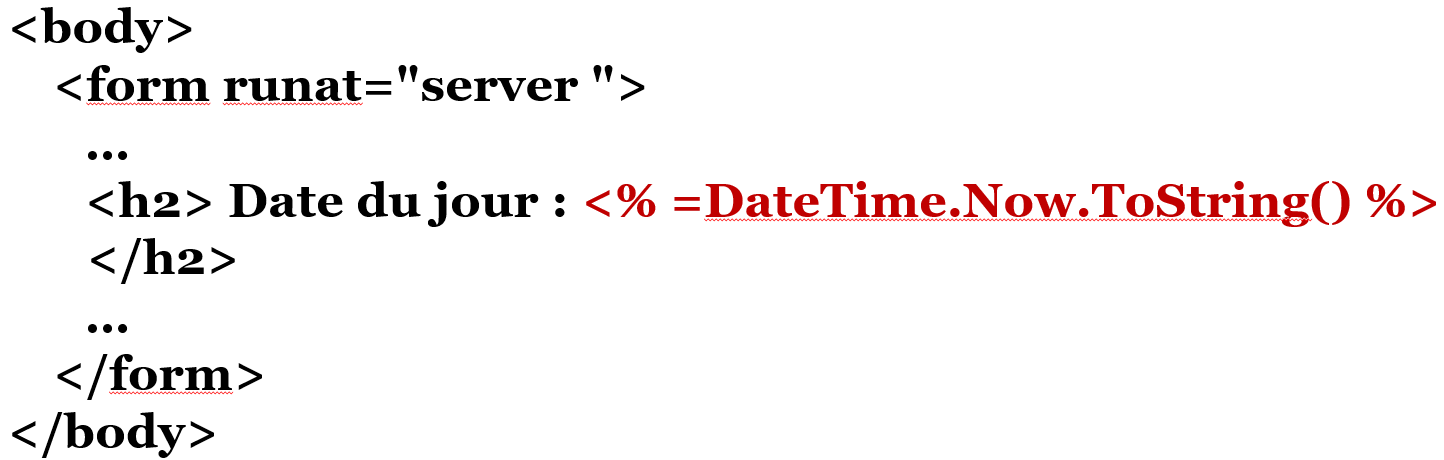 <body>
<form runat="server ">
...
<h2> Date du jour : <% =DateTime.Now.ToString() %>
</h2>
...
</form>
</body>